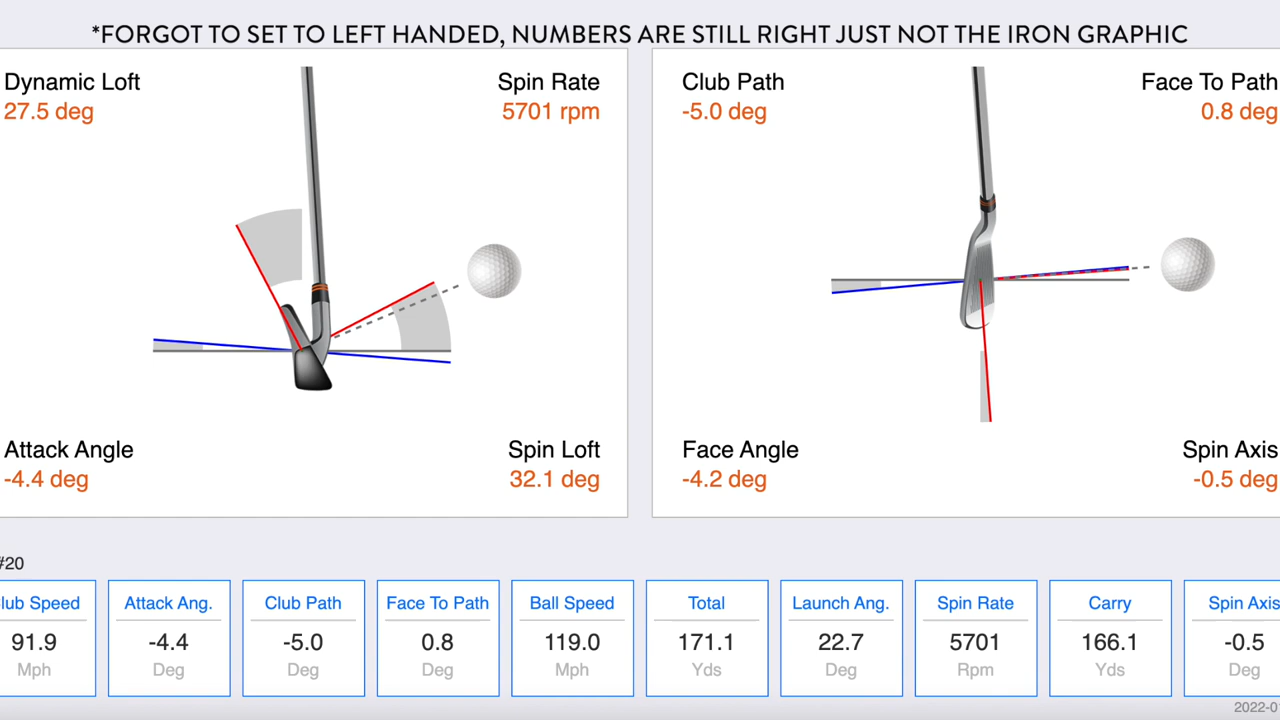 *FORGOT TO SET TO LEFT HANDED, NUMBERS ARE STILL RIGHT JUST NOT THE IRON GRAPHIC
Dynamic Loft Spin Rate
27.5 deg 5701 rpm
Attack Angle Spin Loft
-4.4 deg 32.1 deg
Club Path Face To Path
-5.0 deg 0.8 deg
Face Angle Spin Axis
-4.2 deg -0.5 deg
#20
lub Speed Attack Ang. Club Path Face To Path Ball Speed Total Launch Ang. Spin Rate Carry Spin Axis
91.9 -4.4 -5.0 0.8 119.0 171.1 22.7 5701 166.1 -0.5
Mph Deg Deg Deg Mph Yds Deg Rpm Yds Deg
2022-0